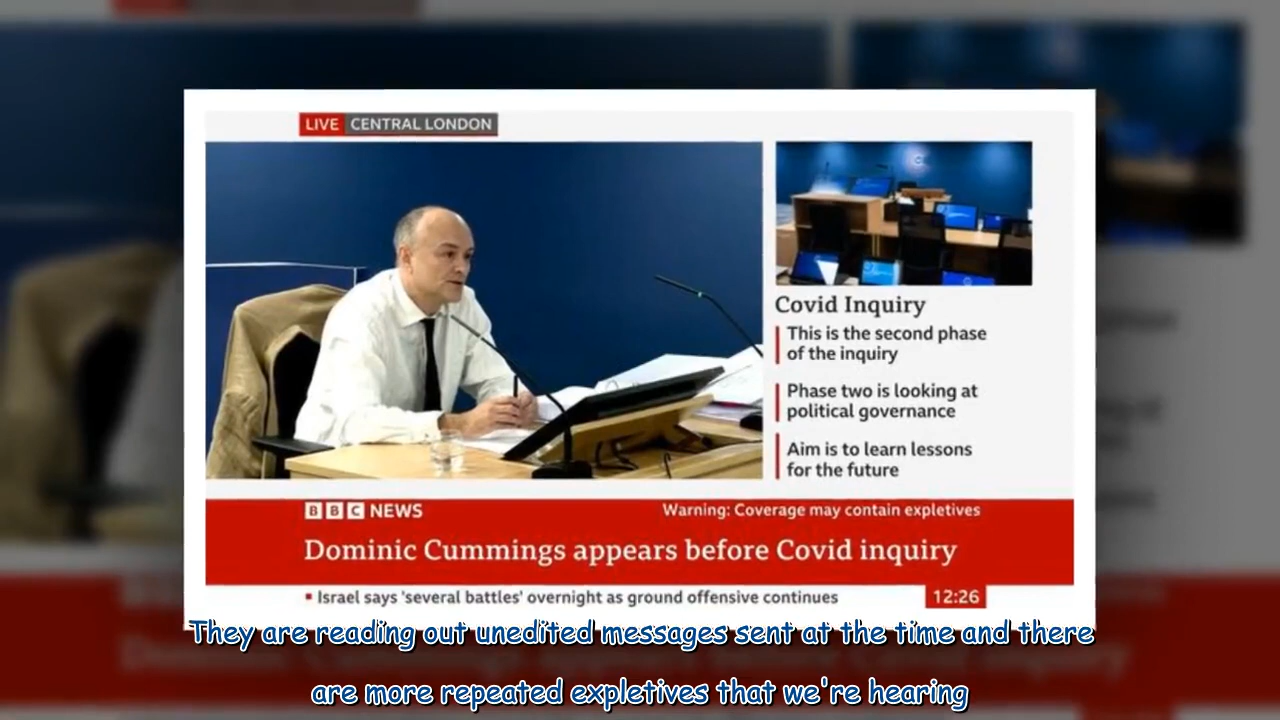 LIVE CENTRAL LONDON
Covid Inquiry
This is the second phase
of the inquiry
Phase two is looking at
political governance
Aim is to learn lessons
for the future
BBC NEWS
Warning: Coverage may contain expletives
Dominic Cummings appears before Covid inquiry
Israel says 'several battles' overnight as ground offensive continues
12:26
They are reading out unedited messages sent at the time and there
are more repeated expletives that we're hearing